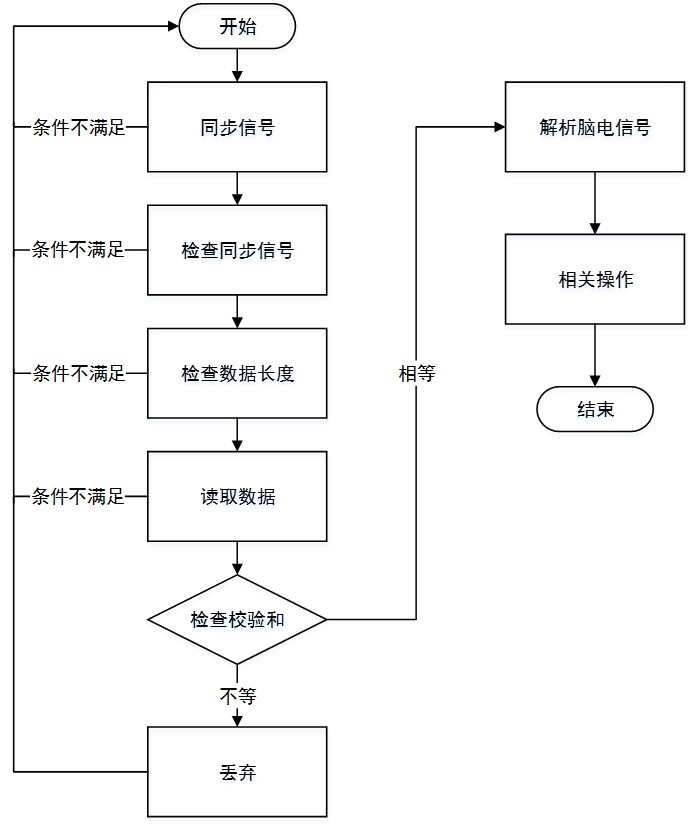 开始
条件不满足
同步信号
条件不满足
检查同步信号
条件不满足
检查数据长度
条件不满足
读取数据
检查校验和
不等
丢弃
相等
解析脑电信号
相关操作
结束